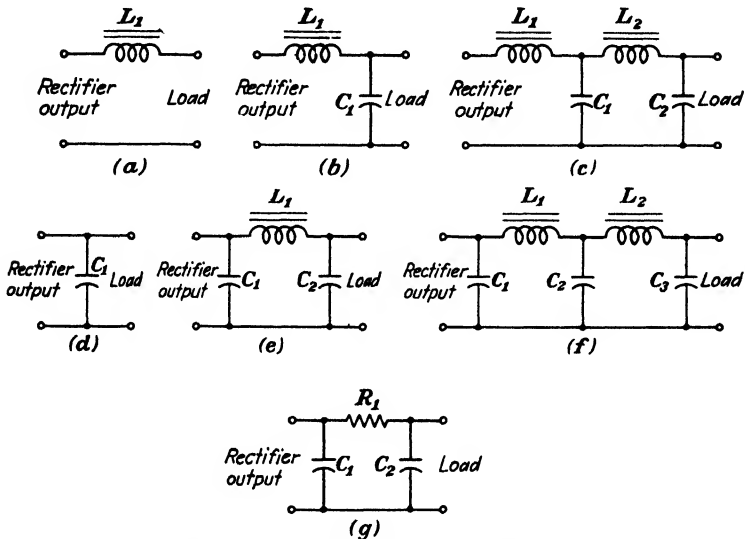 L₁
Rectifier output
Load
(a)
L₁
Rectifier output
C₁
Load
(b)
L₁
L₂
Rectifier output
C₁
C₂
Load
(c)
Rectifier output
C₁
Load
(d)
L₁
Rectifier output
C₁
C₂
Load
(e)
L₁
L₂
Rectifier output
C₁
C₂
C₃
Load
(f)
R₁
Rectifier output
C₁
C₂
Load
(g)